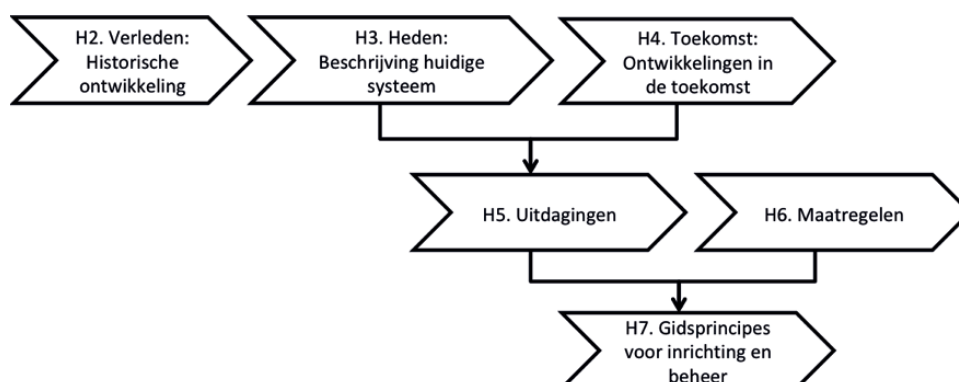 H2. Verleden:
Historische
ontwikkeling
H3. Heden:
Beschrijving huidige
systeem
H4. Toekomst:
Ontwikkelingen in
de toekomst
H5. Uitdagingen
H6. Maatregelen
H7. Gidsprincipes
voor inrichting en
beheer